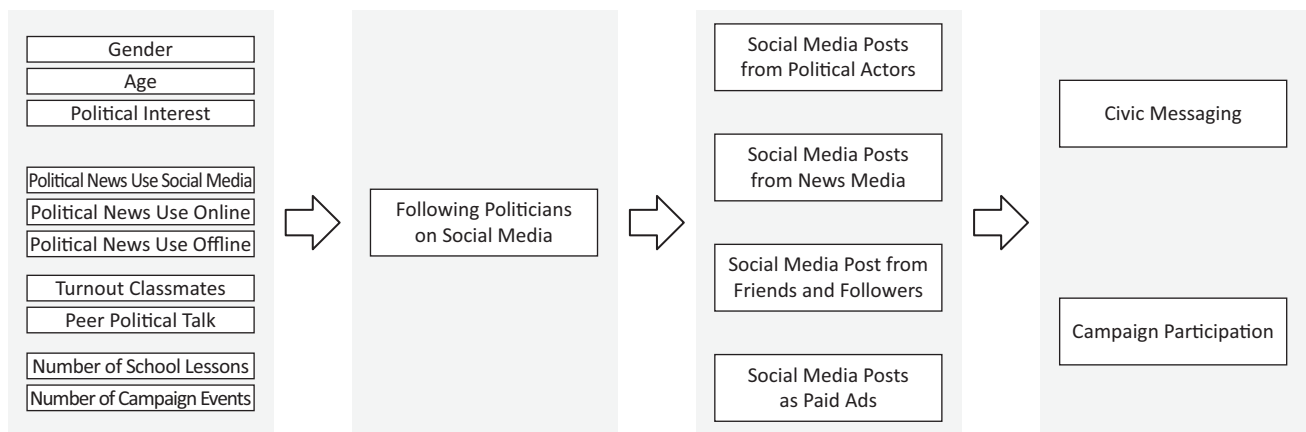 Gender
Age
Political Interest
Political News Use Social Media
Political News Use Online
Political News Use Offline
Turnout Classmates
Peer Political Talk
Number of School Lessons
Number of Campaign Events
Following Politicians
on Social Media
Social Media Posts
from Political Actors
Social Media Posts
from News Media
Social Media Post from
Friends and Followers
Social Media Posts
as Paid Ads
Civic Messaging
Campaign Participation